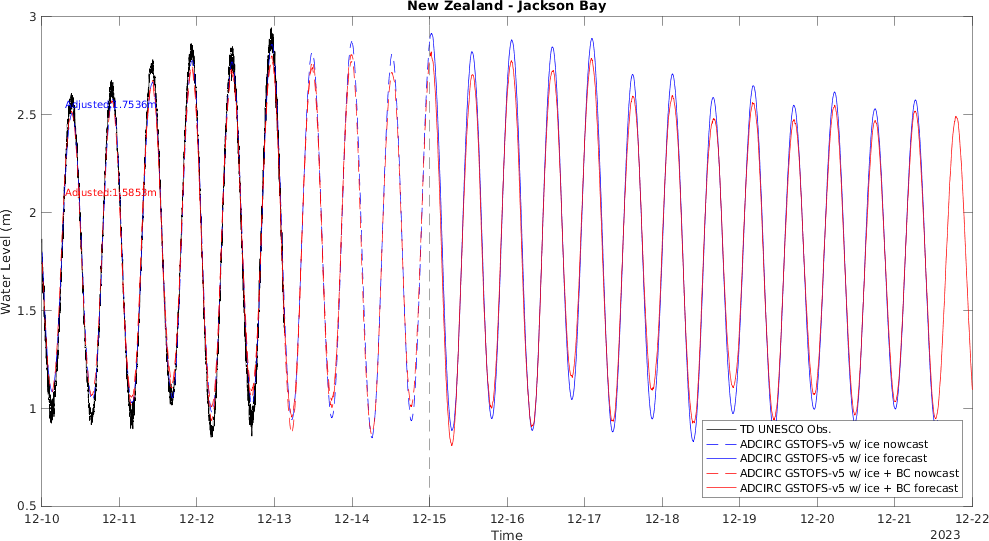 New Zealand - Jackson Bay
Water Level (m)
3
2.5
2
1.5
1
0.5
Adjusted:1.7536m
Adjusted:1.5853m
TD UNESCO Obs.
ADCIRC GSTOFS-v5 w/ ice nowcast
ADCIRC GSTOFS-v5 w/ ice forecast
ADCIRC GSTOFS-v5 w/ ice + BC nowcast
ADCIRC GSTOFS-v5 w/ ice + BC forecast
12-10 12-11 12-12 12-13 12-14 12-15 12-16 12-17 12-18 12-19 12-20 12-21 12-22
Time
2023